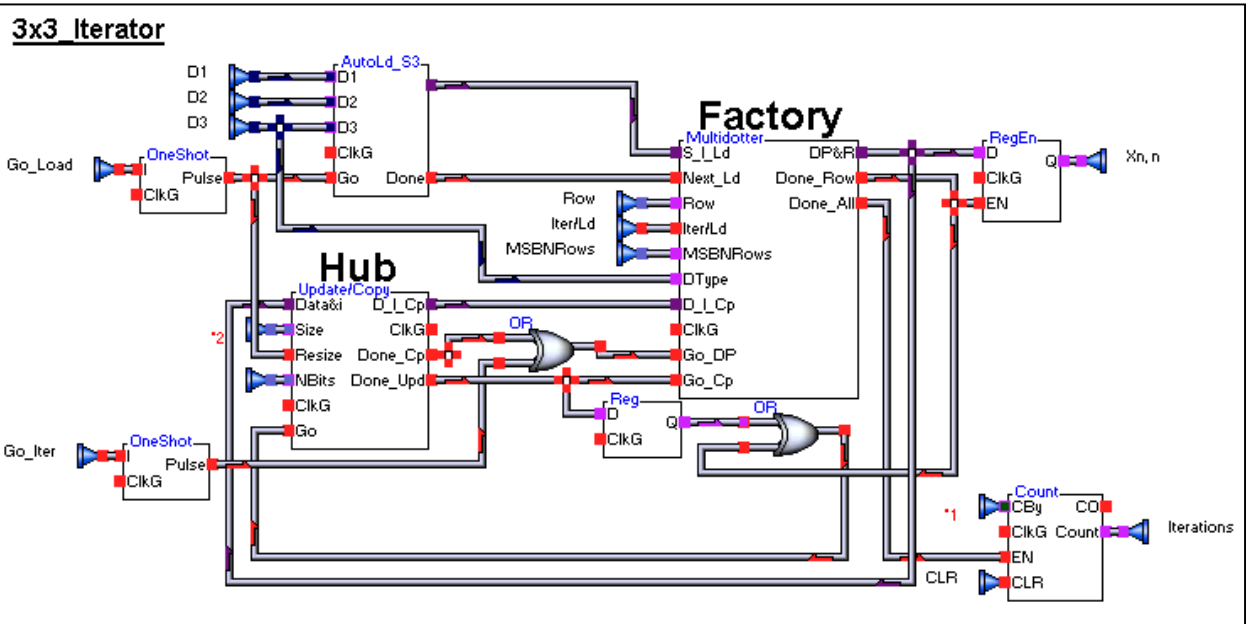 3x3_Iterator
D1
D2
D3
AutoLd_S3
D1
D2
D3
ClkG
Go Done
Go_Load
OneShot
I
Pulse
ClkG
Factory
Multidotter
S_I_Ld DP&R
Next_Ld Done_Row
Row Done_All
Iter/Ld
MSBNRows
DType
D_I_Cp
ClkG
Go_DP
Go_Cp
Row
Iter/Ld
MSBNRows
RegEn
D Q
ClkG
EN
Xn,n
Hub
Update/Copy
Data&i D_I_Cp
Size ClkG
Resize Done_Cp
NBits Done_Upd
ClkG
Go
*2
OR
Reg
D Q
ClkG
OR
Go_Iter
OneShot
I
Pulse
ClkG
*1
Count
CBy CO
ClkG Count
EN
CLR
CLR
Iterations